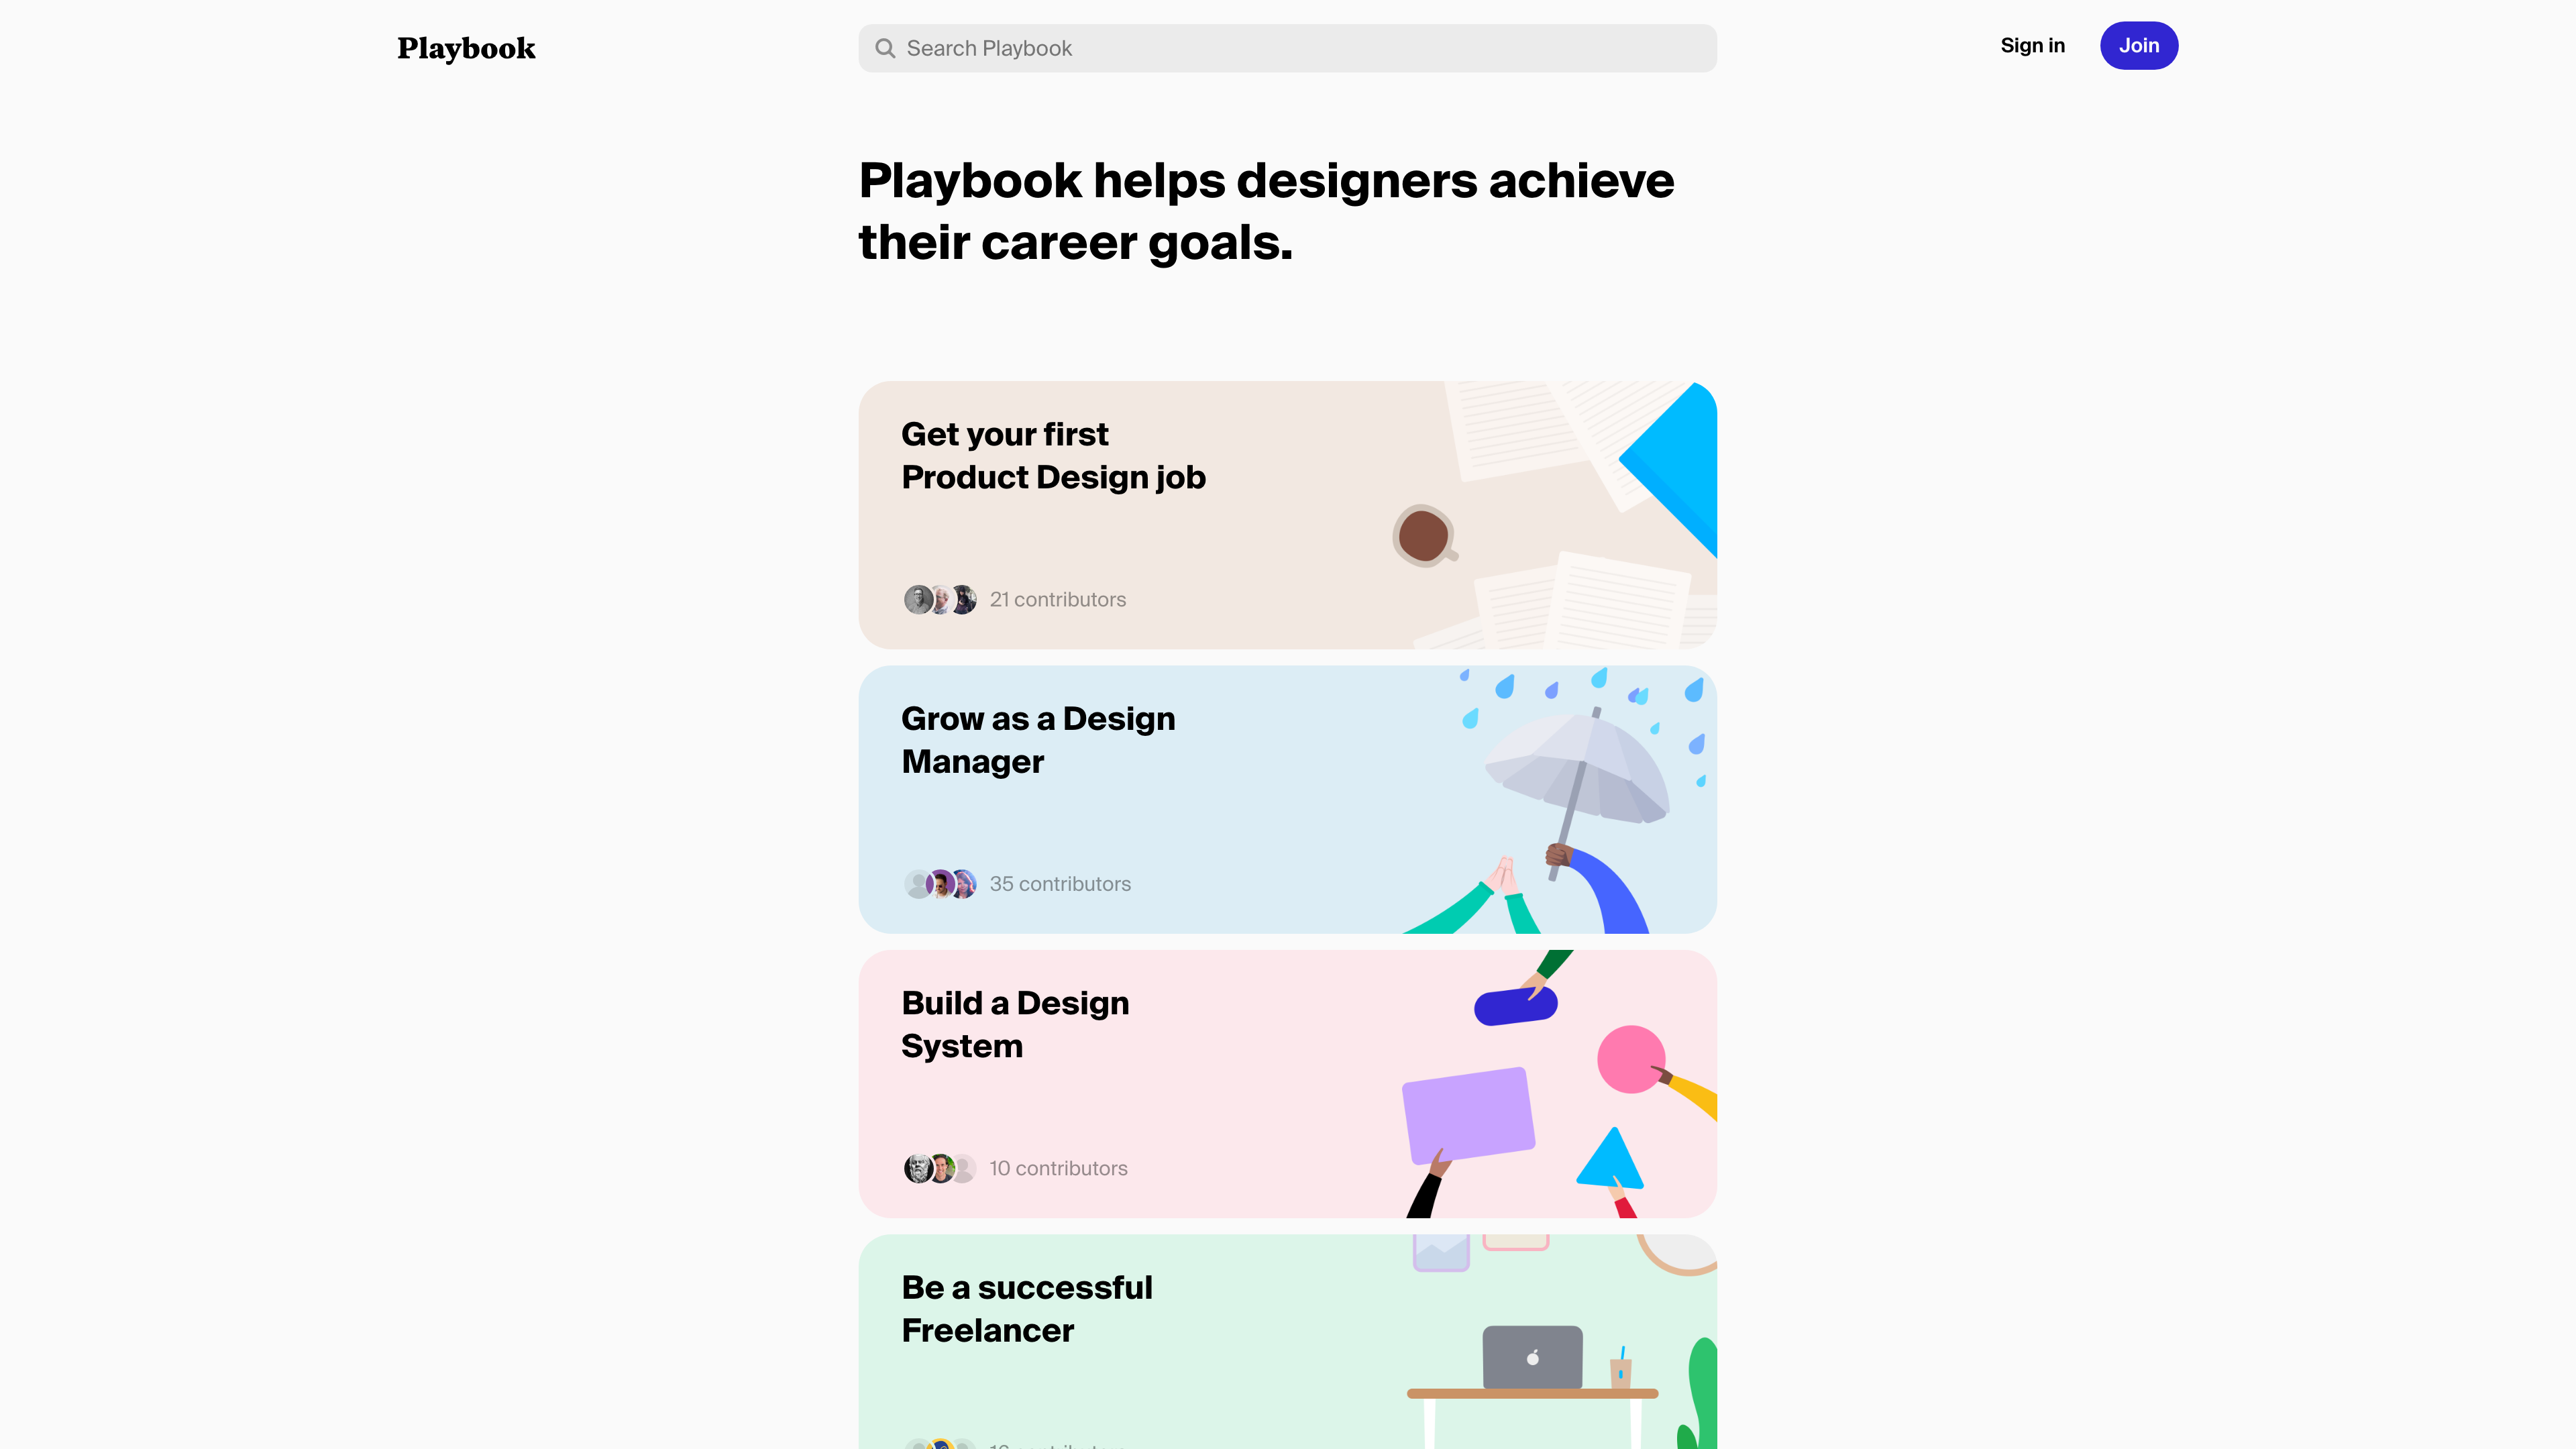 Playbook
Search Playbook
Sign in
Join
Playbook helps designers achieve
their career goals.
Get your first
Product Design job
21 contributors
Grow as a Design
Manager
35 contributors
Build a Design
System
10 contributors
Be a successful
Freelancer